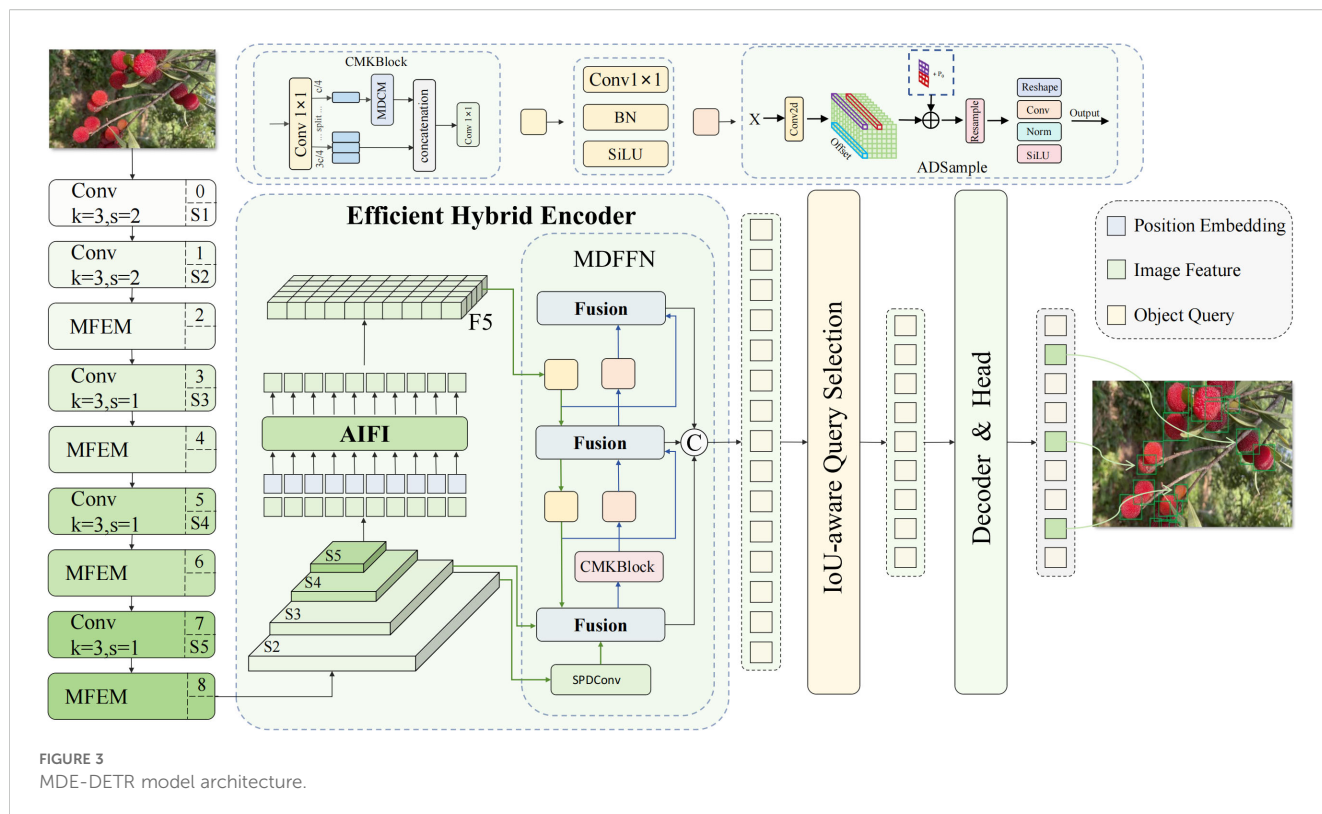 CMKBlock
Conv 1×1
c/4
... split ...
3c/4
MDCM
concatenation
Conv 1×1
Conv1×1
BN
SiLU
X
Conv2d
Offset
+ P₀
Resample
Reshape
Conv
Norm
SiLU
Output
ADSample
Conv
k=3,s=2
0
S1
Conv
k=3,s=2
1
S2
MFEM
2
Conv
k=3,s=1
3
S3
MFEM
4
Conv
k=3,s=1
5
S4
MFEM
6
Conv
k=3,s=1
7
S5
MFEM
8
Efficient Hybrid Encoder
F5
AIFI
S5
S4
S3
S2
MDFFN
Fusion
Fusion
CMKBlock
Fusion
SPDConv
C
IoU-aware Query Selection
Decoder & Head
Position Embedding
Image Feature
Object Query
FIGURE 3
MDE-DETR model architecture.